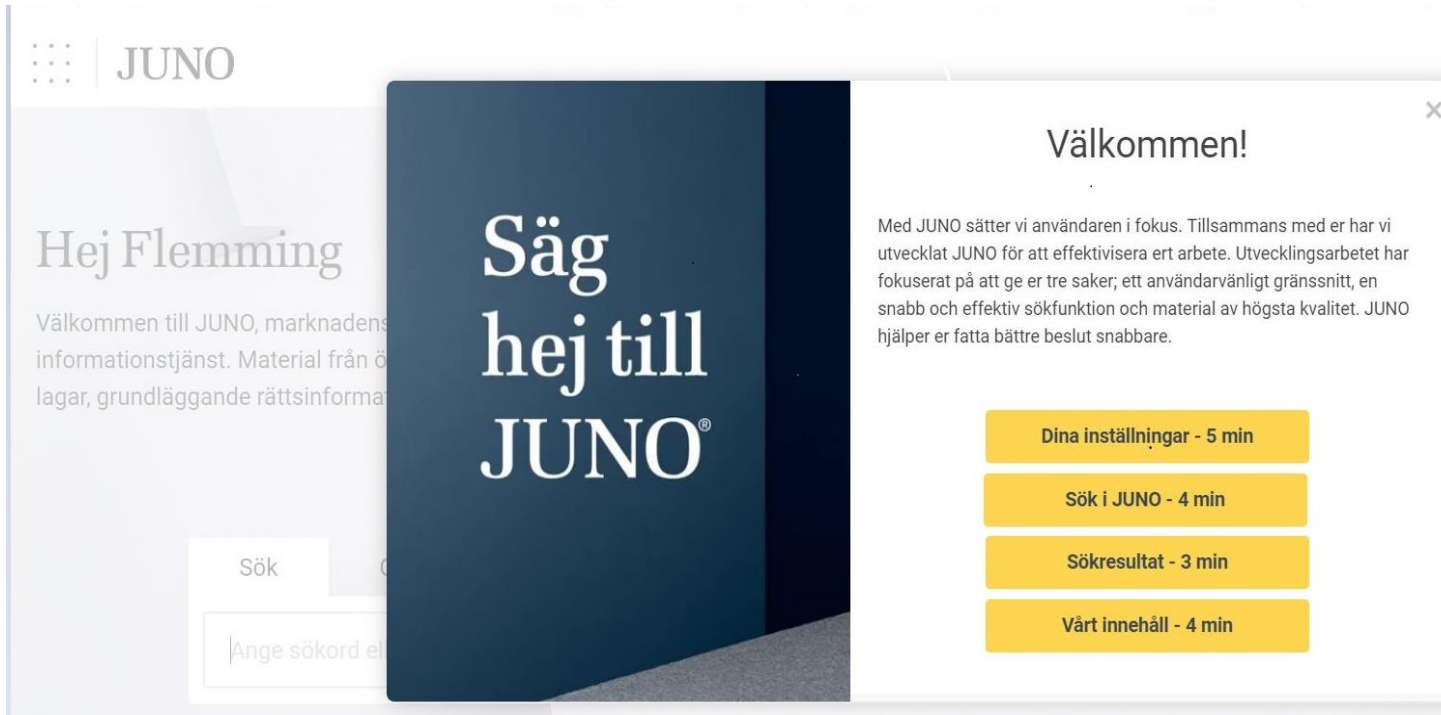 JUNO
Hej Flemming
Välkommen till JUNO, marknadens
informationstjänst. Material från
lagar, grundläggande
Sök
Ange sökord
Säg
hej till
JUNO®
×
Välkommen!
Med JUNO sätter vi användaren i fokus. Tillsammans med er har vi
utvecklat JUNO för att effektivisera ert arbete. Utvecklingsarbetet har
fokuserat på att ge er tre saker; ett användarvänligt gränssnitt, en
snabb och effektiv sökfunktion och material av högsta kvalitet. JUNO
hjälper er fatta bättre beslut snabbare.
Dina inställningar - 5 min
Sök i JUNO - 4 min
Sökresultat - 3 min
Vårt innehåll - 4 min